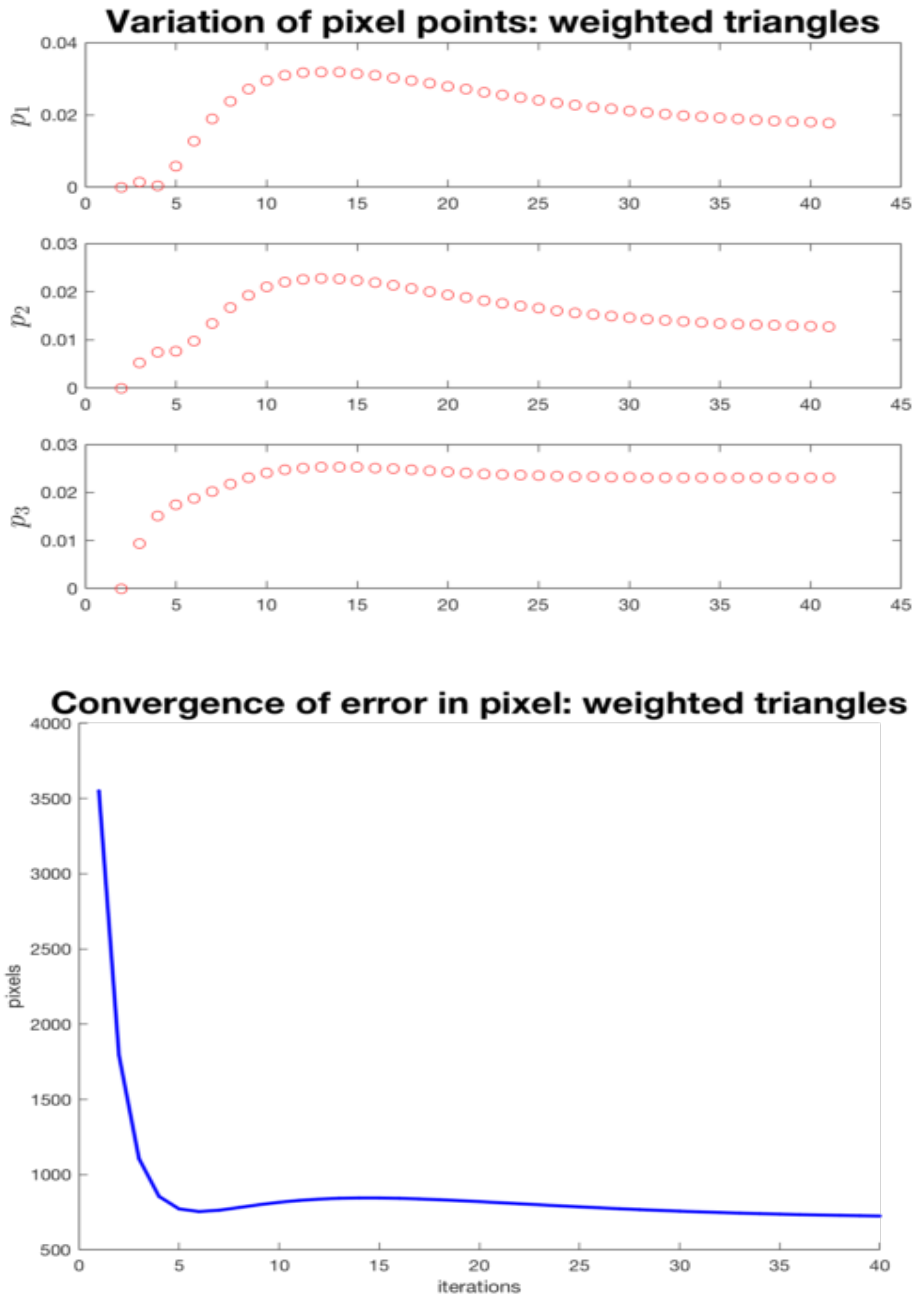 Variation of pixel points: weighted triangles
0.04
0.02
0
p1
0 5 10 15 20 25 30 35 40 45
0.03
0.02
0.01
0
p2
0 5 10 15 20 25 30 35 40 45
0.03
0.02
0.01
0
p3
0 5 10 15 20 25 30 35 40 45
Convergence of error in pixel: weighted triangles
4000
3500
3000
2500
2000
1500
1000
500
pixels
0 5 10 15 20 25 30 35 40
iterations